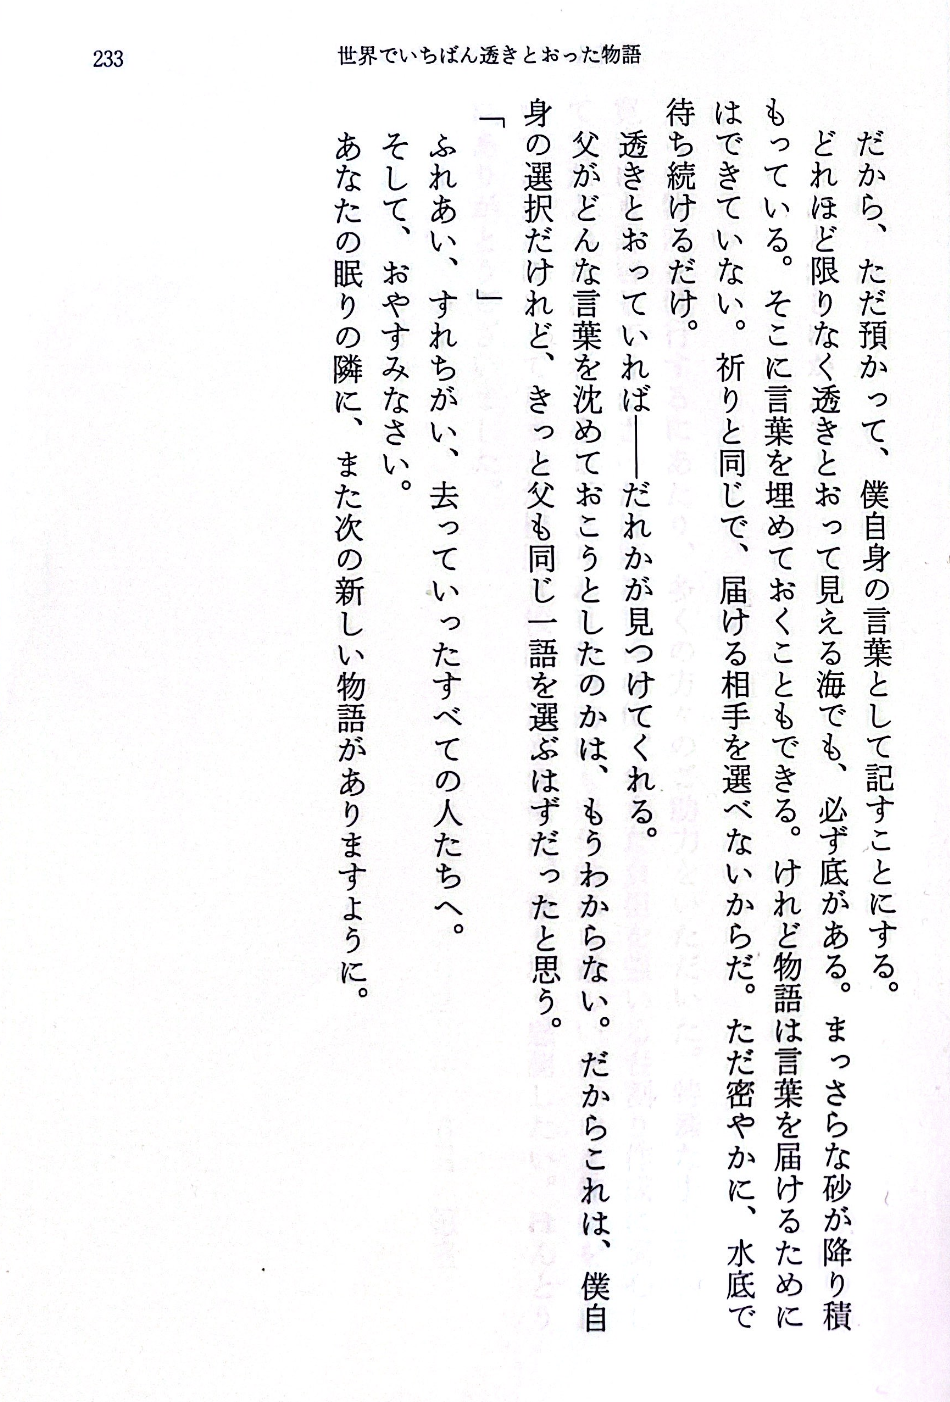 233
世界でいちばん透きとおった物語
　だから、ただ預かって、僕自身の言葉として記すことにする。
　どれほど限りなく透きとおって見える海でも、必ず底がある。まっさらな砂が降り積
もっている。そこに言葉を埋めておくこともできる。けれど物語は言葉を届けるために
はできていない。祈りと同じで、届ける相手を選べないからだ。ただ密やかに、水底で
待ち続けるだけ。
　透きとおっていれば――だれかが見つけてくれる。
　父がどんな言葉を沈めておこうとしたのかは、もうわからない。だからこれは、僕自
身の選択だけれど、きっと父も同じ一語を選ぶはずだったと思う。
「　　　　　」
　ふれあい、すれちがい、去っていったすべての人たちへ。
　そして、おやすみなさい。
　あなたの眠りの隣に、また次の新しい物語がありますように。